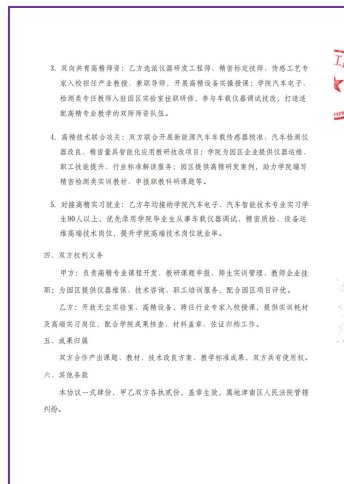 3. 双向共育高精师资：乙方选派仪器研发工程师、精密标定技师、传感工艺专
家入校担任产业教授、兼职导师，开展高精设备实操授课；学院汽车电子、
检测类专任教师入驻园区实验室挂职研修，参与车载仪器调试技改，打造适
配高精专业教学的双师师资队伍。
4. 高精技术联合攻关：双方联合开展新能源汽车车载传感器校准、汽车检测仪
器改良、精密量具智能化应用教研技改项目；学院为园区企业提供仪器运维、
职工技能提升、行业标准解读服务；园区提供高精研发案例，助力学院编写
精密检测类实训教材、申报职教科研课题等。
5. 对接高精实习就业：乙方年均接纳学院汽车电子、汽车智能技术专业实习学
生90人以上，优先录用学院毕业生从事车载仪器调试、精密质检、设备运
维高端技术岗位，提升学院高端技术岗位就业率。
四、双方权利义务
甲方：负责高精专业课程开发、教研课题申报、师生实训管理、教师企业挂
职；为园区提供仪器维保、技术咨询、职工培训服务，配合园区项目评优。
乙方：开放无尘实验室、高精设备，聘任行业专家入校授课，提供实训耗材
及高端实习岗位，配合学院成果核查、材料盖章、佐证归档工作。
五、成果归属
双方合作产出课题、教材、技术改良方案、教学标准成果，双方共有使用权。
六、其他条款
本协议一式肆份，甲乙双方各执贰份，盖章生效，属地津南区人民法院管辖
纠纷。